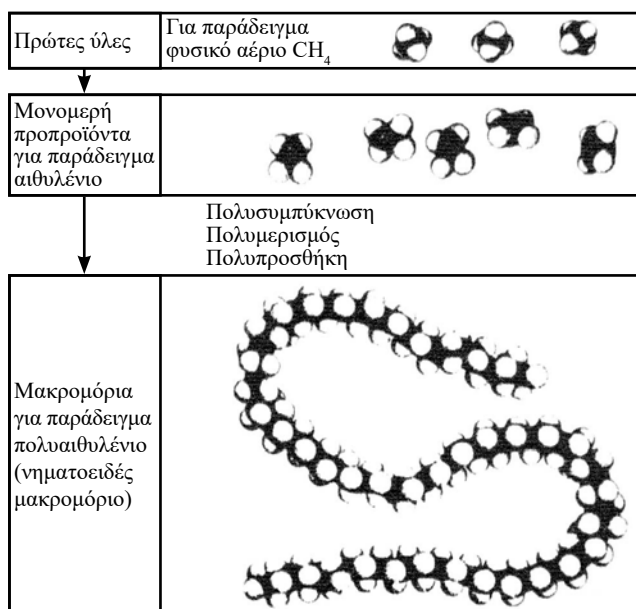 Πρώτες ύλες
Για παράδειγμα
φυσικό αέριο CH₄
Μονομερή
προπροϊόντα
για παράδειγμα
αιθυλένιο
Πολυσυμπύκνωση
Πολυμερισμός
Πολυπροσθήκη
Μακρομόρια
για παράδειγμα
πολυαιθυλένιο
(νηματοειδές
μακρομόριο)